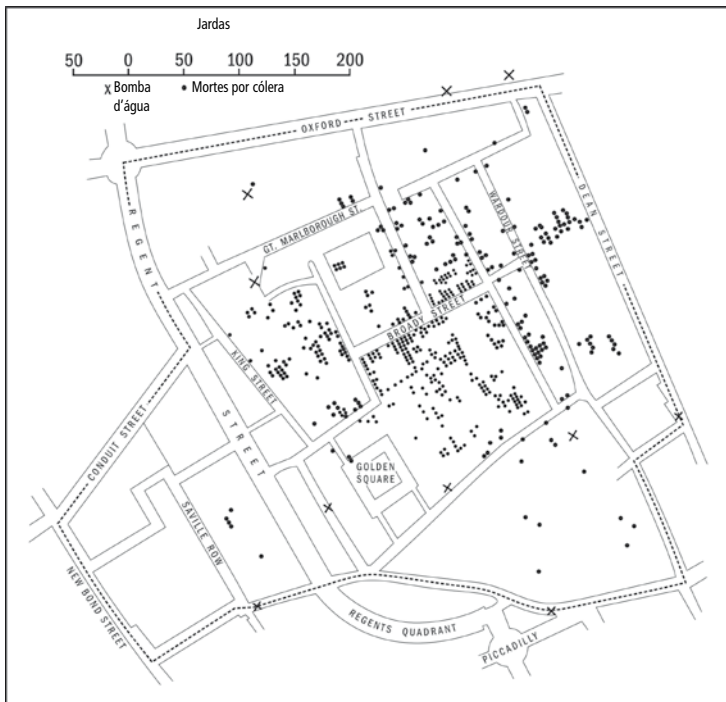 Jardas
50 0 50 100 150 200
x Bomba d'água
• Mortes por cólera
OXFORD STREET
REGENT
GT. MARLBOROUGH ST.
WARDOUR STREET
DEAN STREET
BROADY STREET
KING STREET
STREET
CONDUIT STREET
GOLDEN
SQUARE
SAVILLE ROW
NEW BOND STREET
REGENTS QUADRANT
PICCADILLY